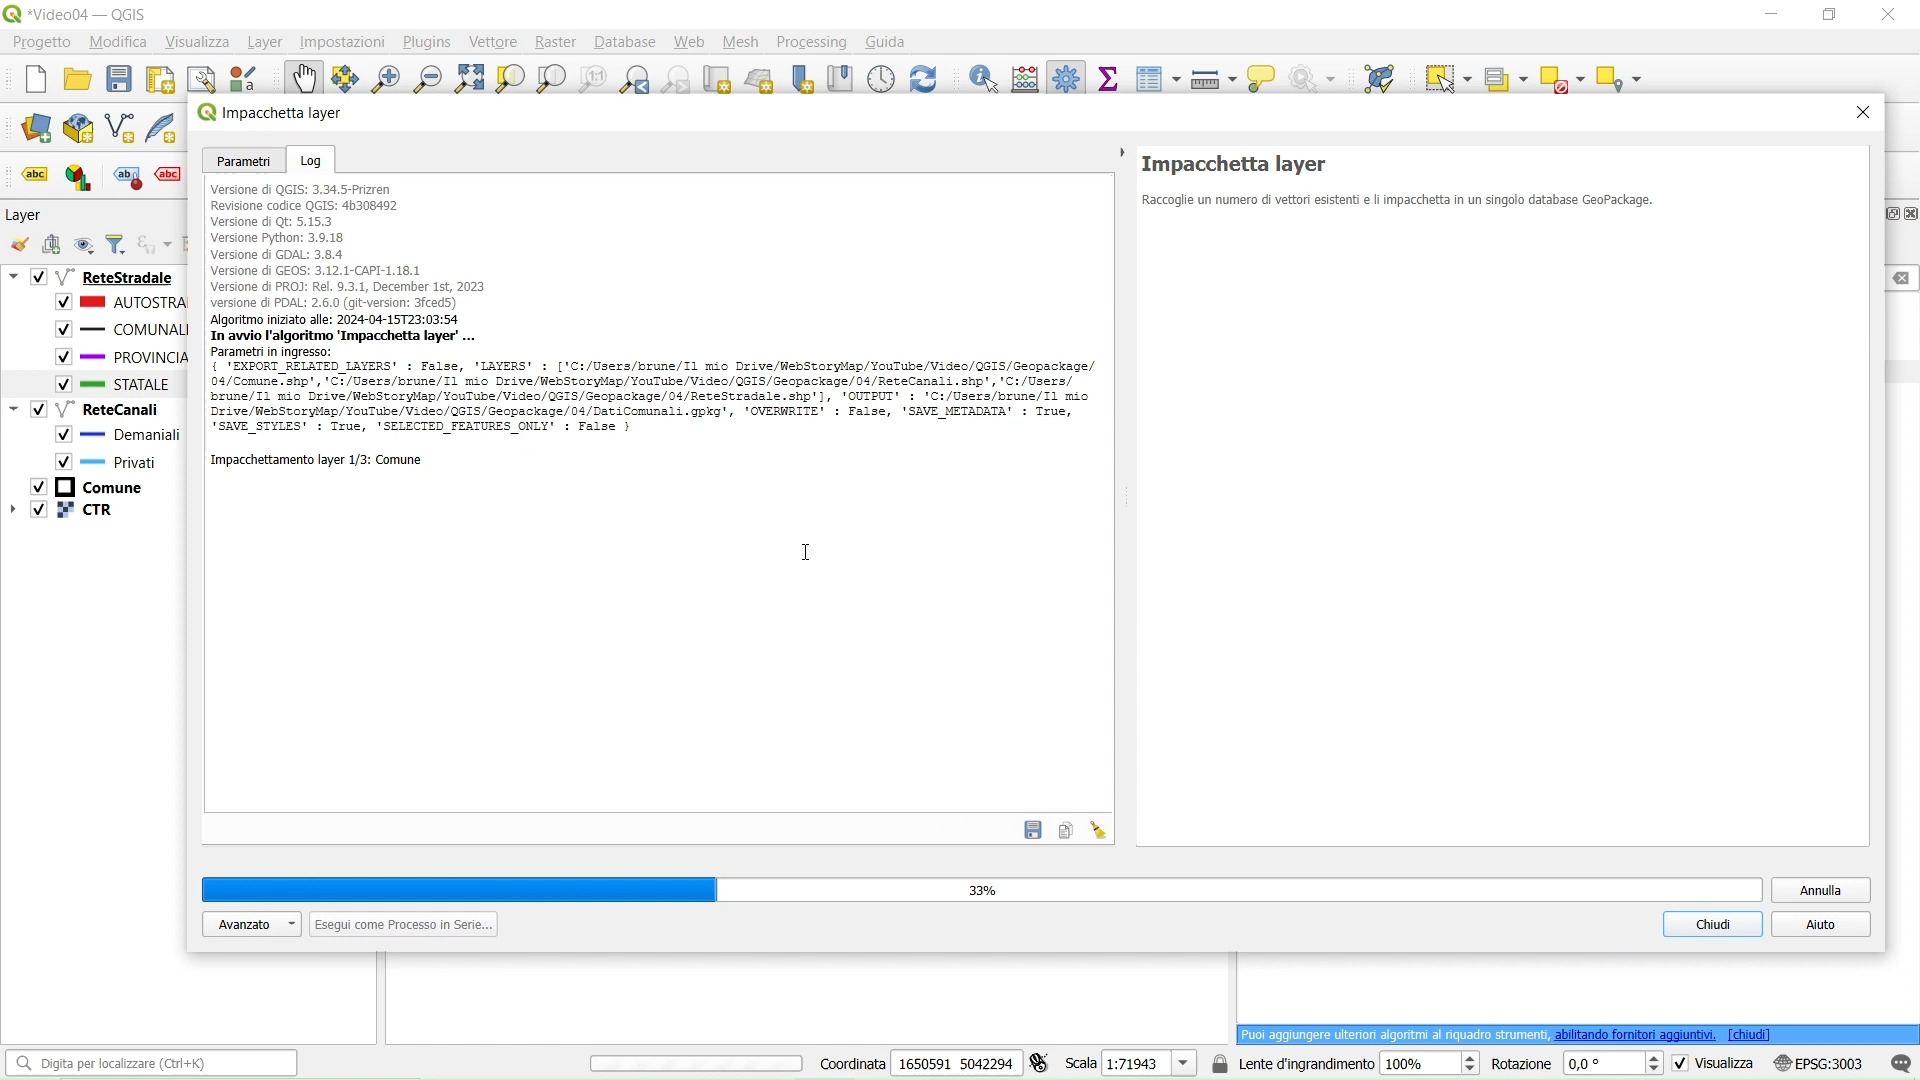 *Video04 — QGIS
Progetto Modifica Visualizza Layer Impostazioni Plugins Vettore Raster Database Web Mesh Processing Guida
Impacchetta layer
Parametri Log
Impacchetta layer
Raccoglie un numero di vettori esistenti e li impacchetta in un singolo database GeoPackage.
Versione di QGIS: 3.34.5-Prizren
Revisione codice QGIS: 4b308492
Versione di Qt: 5.15.3
Versione Python: 3.9.18
Versione di GDAL: 3.8.4
Versione di GEOS: 3.12.1-CAPI-1.18.1
Versione di PROJ: Rel. 9.3.1, December 1st, 2023
versione di PDAL: 2.6.0 (git-version: 3fced5)
Algoritmo iniziato alle: 2024-04-15T23:03:54
In avvio l'algoritmo 'Impacchetta layer' ...
Parametri in ingresso:
{ 'EXPORT_RELATED_LAYERS' : False, 'LAYERS' : ['C:/Users/brune/Il mio Drive/WebStoryMap/YouTube/Video/QGIS/Geopackage/
04/Comune.shp','C:/Users/brune/Il mio Drive/WebStoryMap/YouTube/Video/QGIS/Geopackage/04/ReteCanali.shp','C:/Users/
brune/Il mio Drive/WebStoryMap/YouTube/Video/QGIS/Geopackage/04/ReteStradale.shp'], 'OUTPUT' : 'C:/Users/brune/Il mio
Drive/WebStoryMap/YouTube/Video/QGIS/Geopackage/04/DatiComunali.gpkg', 'OVERWRITE' : False, 'SAVE_METADATA' : True,
'SAVE_STYLES' : True, 'SELECTED_FEATURES_ONLY' : False }
Impacchettamento layer 1/3: Comune
Layer
ReteStradale
AUTOSTRA
COMUNALI
PROVINCIA
STATALE
ReteCanali
Demaniali
Privati
Comune
CTR
33%
Annulla
Avanzato Esegui come Processo in Serie... Chiudi Aiuto
Puoi aggiungere ulteriori algoritmi al riquadro strumenti, abilitando fornitori aggiuntivi. [chiudi]
Digita per localizzare (Ctrl+K) Coordinata 1650591 5042294 Scala 1:71943 Lente d'ingrandimento 100% Rotazione 0,0 ° Visualizza EPSG:3003